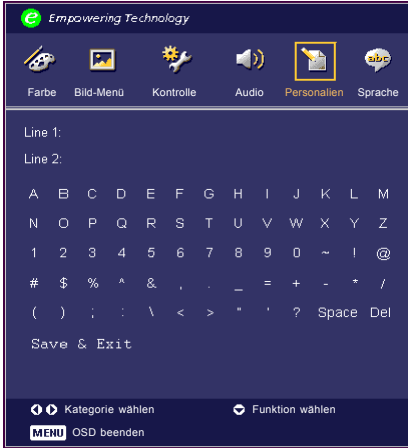 e Empowering Technology
Farbe Bild-Menü Kontrolle Audio Personalien Sprache
abc
Line 1:
Line 2:
A B C D E F G H I J K L M
N O P Q R S T U V W X Y Z
1 2 3 4 5 6 7 8 9 0 ~ ! @
# $ % ^ & , . _ = + - * /
( ) ; : \ < > " ' ? Space Del
Save & Exit
Kategorie wählen Funktion wählen
MENU OSD beenden